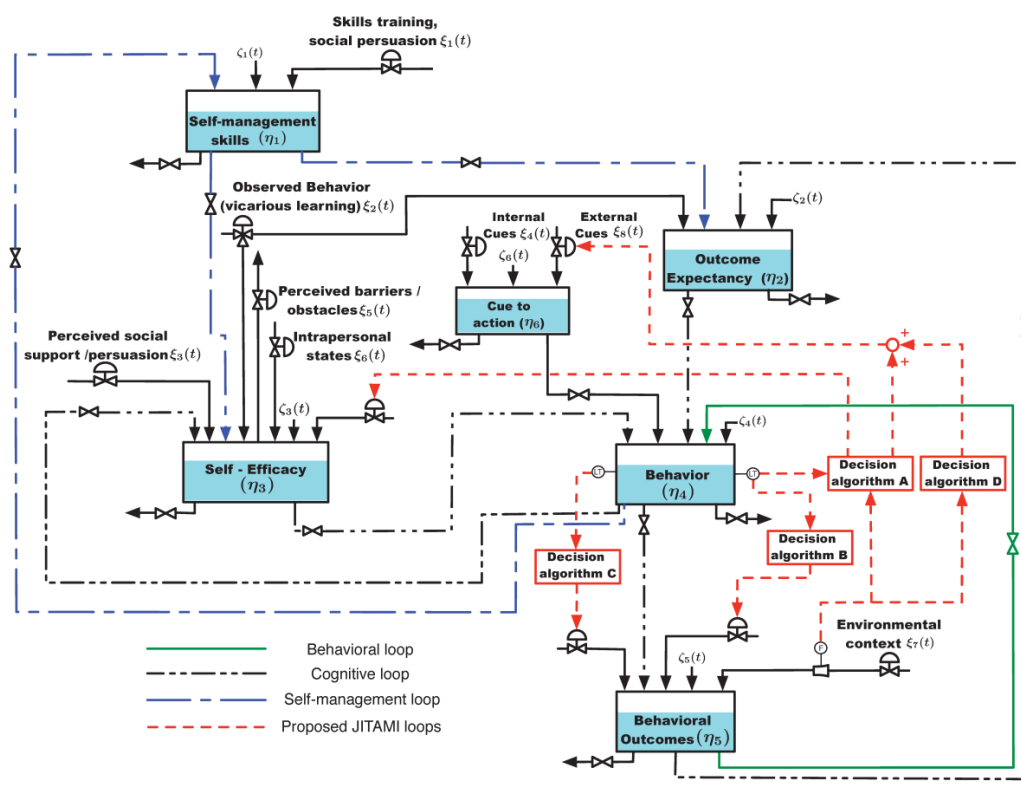 Skills training,
social persuasion ξ₁(t)
ζ₁(t)
Self-management
skills (η₁)
Observed Behavior
(vicarious learning) ξ₂(t)
Internal
Cues ξ₄(t)
External
Cues ξ₈(t)
ζ₂(t)
ζ₆(t)
Outcome
Expectancy (η₂)
Perceived barriers /
obstacles ξ₅(t)
Cue to
action (η₆)
Perceived social
support /persuasion ξ₃(t)
Intrapersonal
states ξ₆(t)
+
+
ζ₃(t)
ζ₄(t)
Self - Efficacy
(η₃)
LT
Behavior
(η₄)
LT
Decision
algorithm A
Decision
algorithm D
Decision
algorithm B
Decision
algorithm C
Environmental
context ξ₇(t)
F
ζ₅(t)
Behavioral
Outcomes (η₅)
Behavioral loop
Cognitive loop
Self-management loop
Proposed JITAMI loops